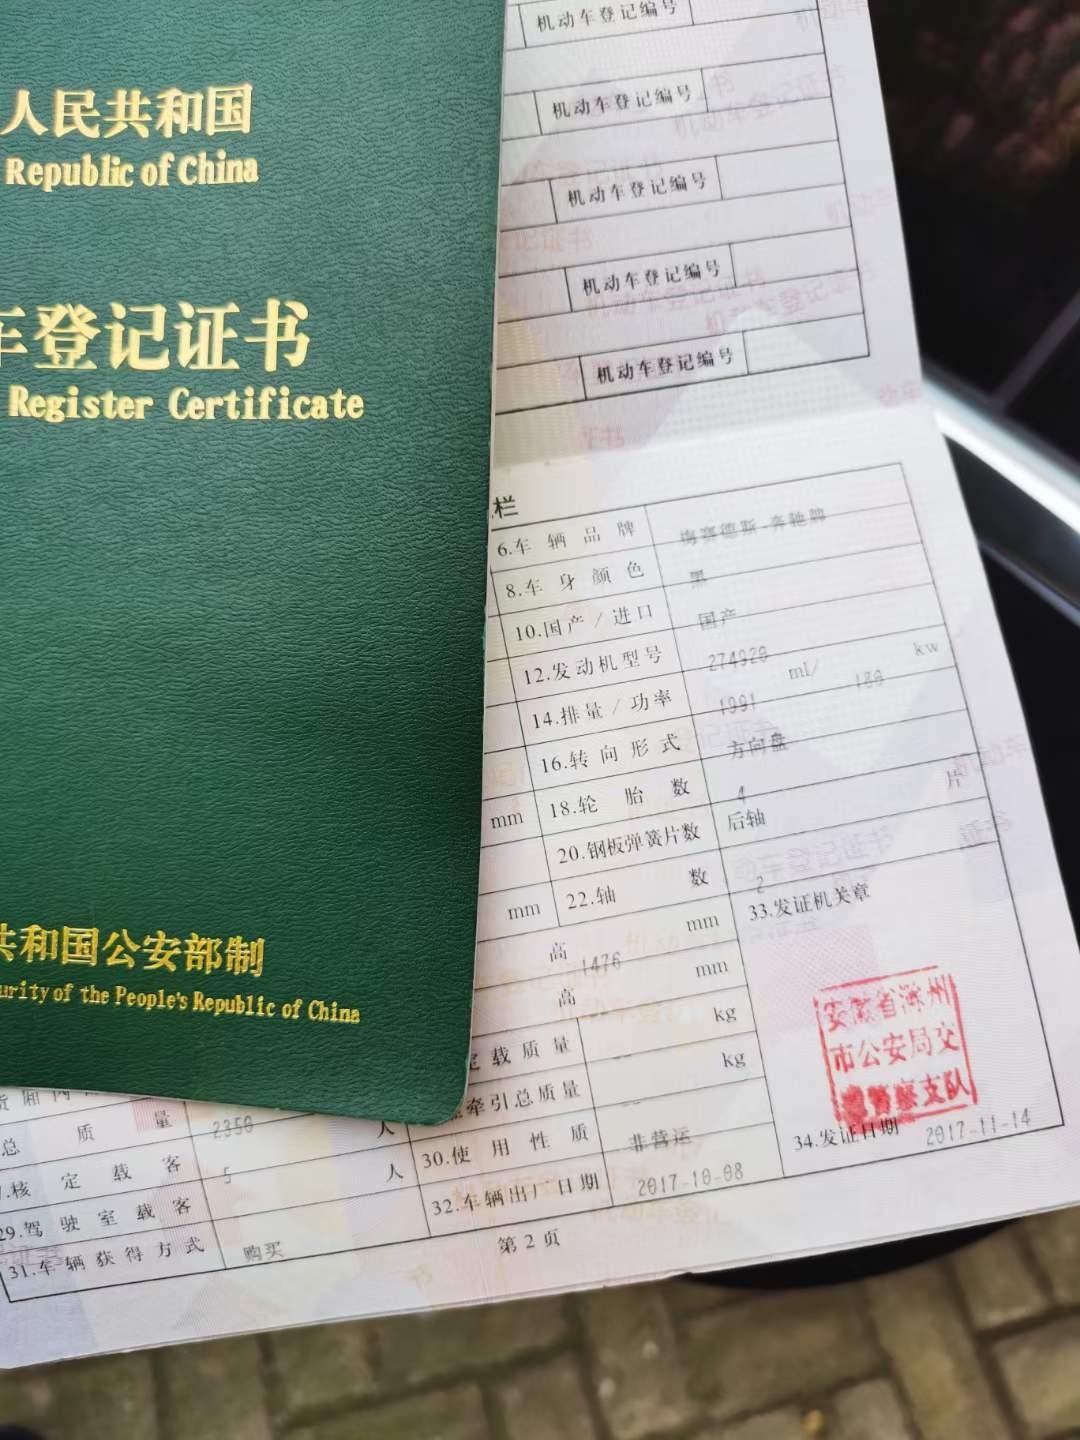 人民共和国
Republic of China
车登记证书
Register Certificate
共和国公安部制
urity of the People's Republic of China
机动车登记编号
机动车登记编号
机动车登记编号
机动车登记编号
机动车登记编号
栏
6.车辆品牌 梅赛德斯-奔驰牌
8.车身颜色 黑
10.国产/进口 国产
12.发动机型号 274920
14.排量/功率 1991 ml/ kw
16.转向形式 方向盘
18.轮胎数 4
mm 20.钢板弹簧片数 后轴 片
22.轴数 2
mm
高 1476 mm
高 mm
定载质量 -- kg
牵引总质量 -- kg
总质量 2350
核定载客 5 人
29.驾驶室载客 人
30.使用性质 非营运
31.车辆获得方式 购买
32.车辆出厂日期 2017-10-08
33.发证机关章
安徽省滁州
市公安局交
通警察支队
34.发证日期 2017-11-14
第2页